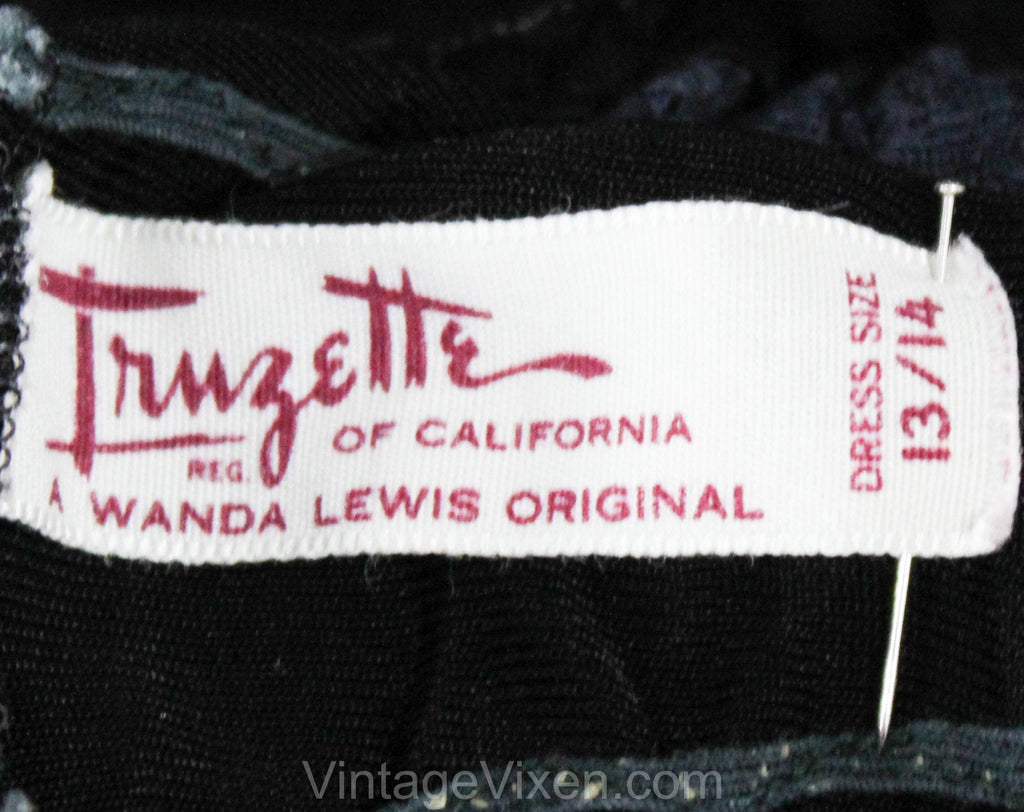 Truzette
REG. OF CALIFORNIA
A WANDA LEWIS ORIGINAL
DRESS SIZE
13/14
VintageVixen.com